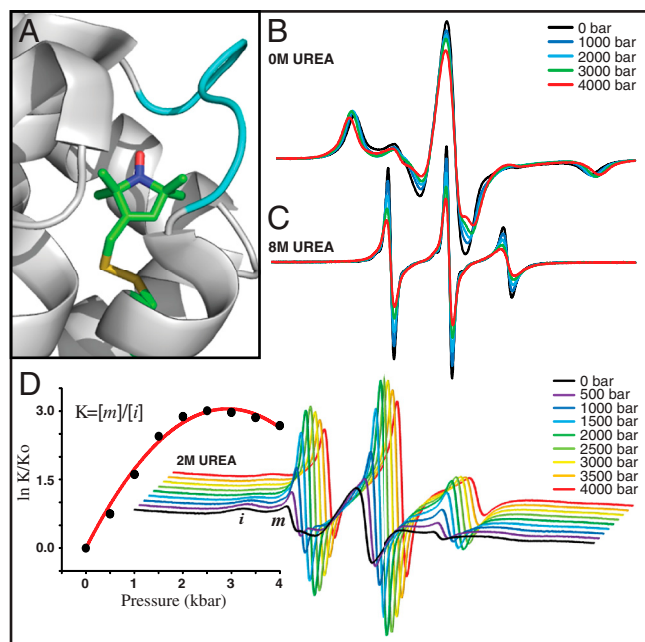 A
B
0M UREA
0 bar
1000 bar
2000 bar
3000 bar
4000 bar
C
8M UREA
D
K=[m]/[i]
ln K/Ko
3.0
1.5
0.0
0
1
2
3
4
Pressure (kbar)
2M UREA
i
m
0 bar
500 bar
1000 bar
1500 bar
2000 bar
2500 bar
3000 bar
3500 bar
4000 bar